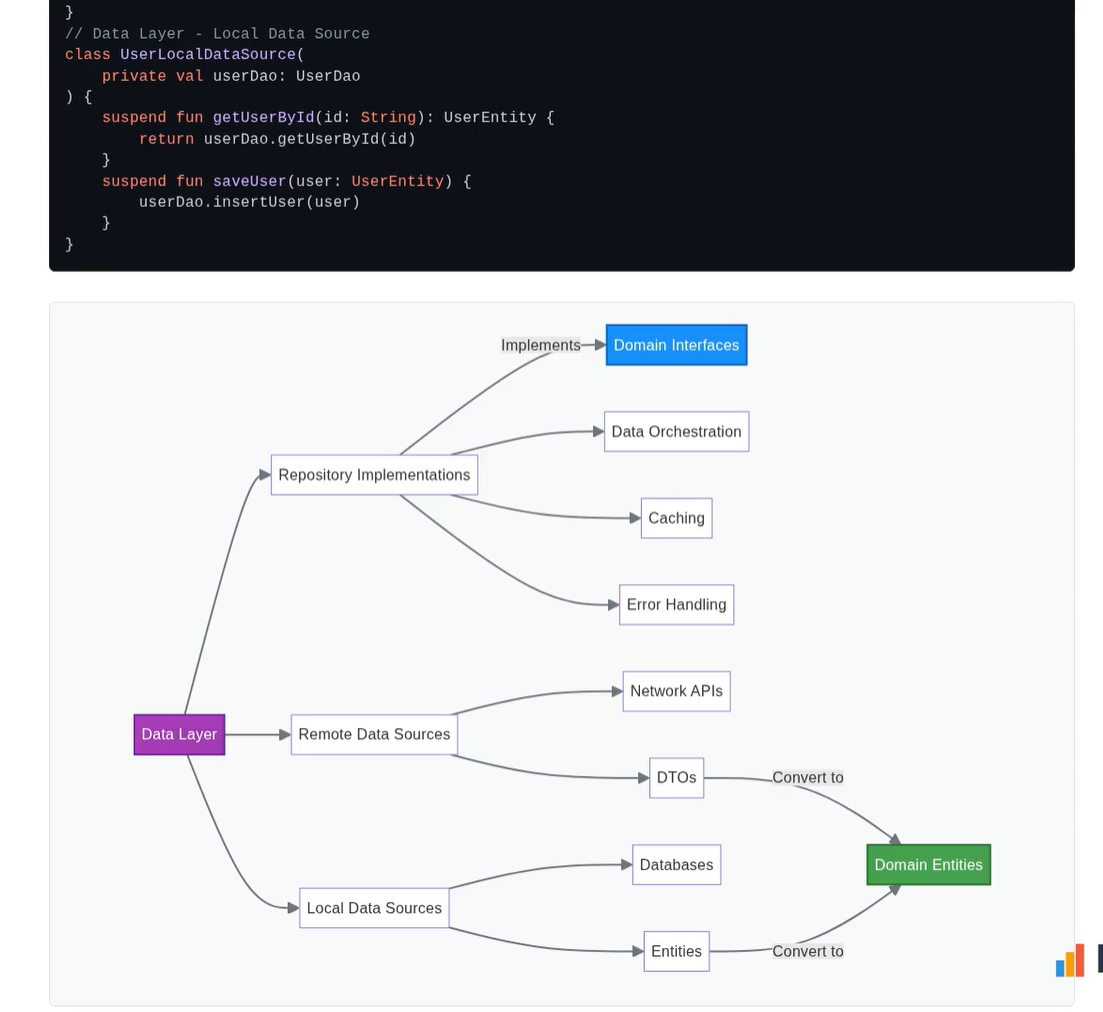 }
// Data Layer - Local Data Source
class UserLocalDataSource(
    private val userDao: UserDao
) {
    suspend fun getUserById(id: String): UserEntity {
        return userDao.getUserById(id)
    }
    suspend fun saveUser(user: UserEntity) {
        userDao.insertUser(user)
    }
}
Implements
Domain Interfaces
Data Orchestration
Repository Implementations
Caching
Error Handling
Network APIs
Data Layer
Remote Data Sources
DTOs
Convert to
Databases
Domain Entities
Local Data Sources
Entities
Convert to